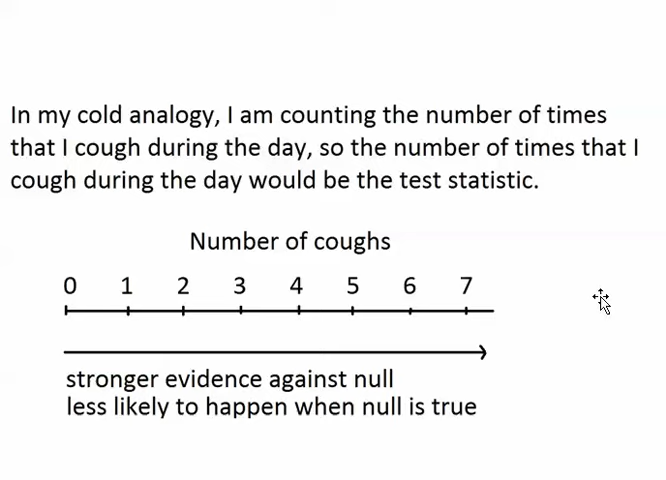 In my cold analogy, I am counting the number of times
that I cough during the day, so the number of times that I
cough during the day would be the test statistic.
Number of coughs
0 1 2 3 4 5 6 7
stronger evidence against null
less likely to happen when null is true